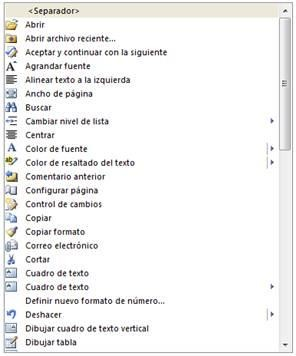 <Separador>
Abrir
Abrir archivo reciente...
Aceptar y continuar con la siguiente
Agrandar fuente
Alinear texto a la izquierda
Ancho de página
Buscar
Cambiar nivel de lista
Centrar
Color de fuente
Color de resaltado del texto
Comentario anterior
Configurar página
Control de cambios
Copiar
Copiar formato
Correo electrónico
Cortar
Cuadro de texto
Cuadro de texto
Definir nuevo formato de número...
Deshacer
Dibujar cuadro de texto vertical
Dibujar tabla